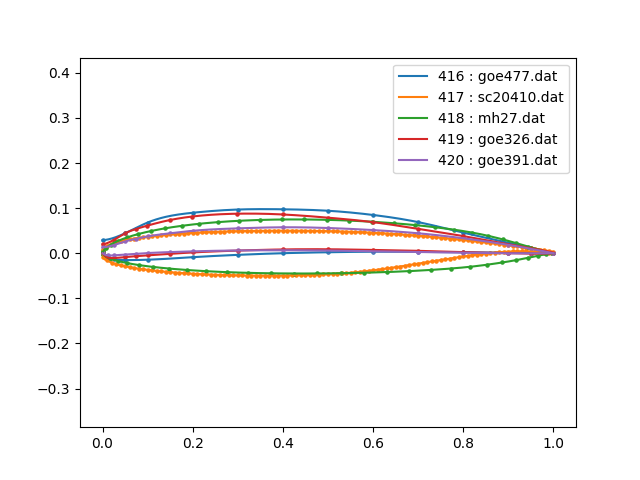 0.4
0.3
0.2
0.1
0.0
−0.1
−0.2
−0.3
0.0 0.2 0.4 0.6 0.8 1.0
416 : goe477.dat
417 : sc20410.dat
418 : mh27.dat
419 : goe326.dat
420 : goe391.dat